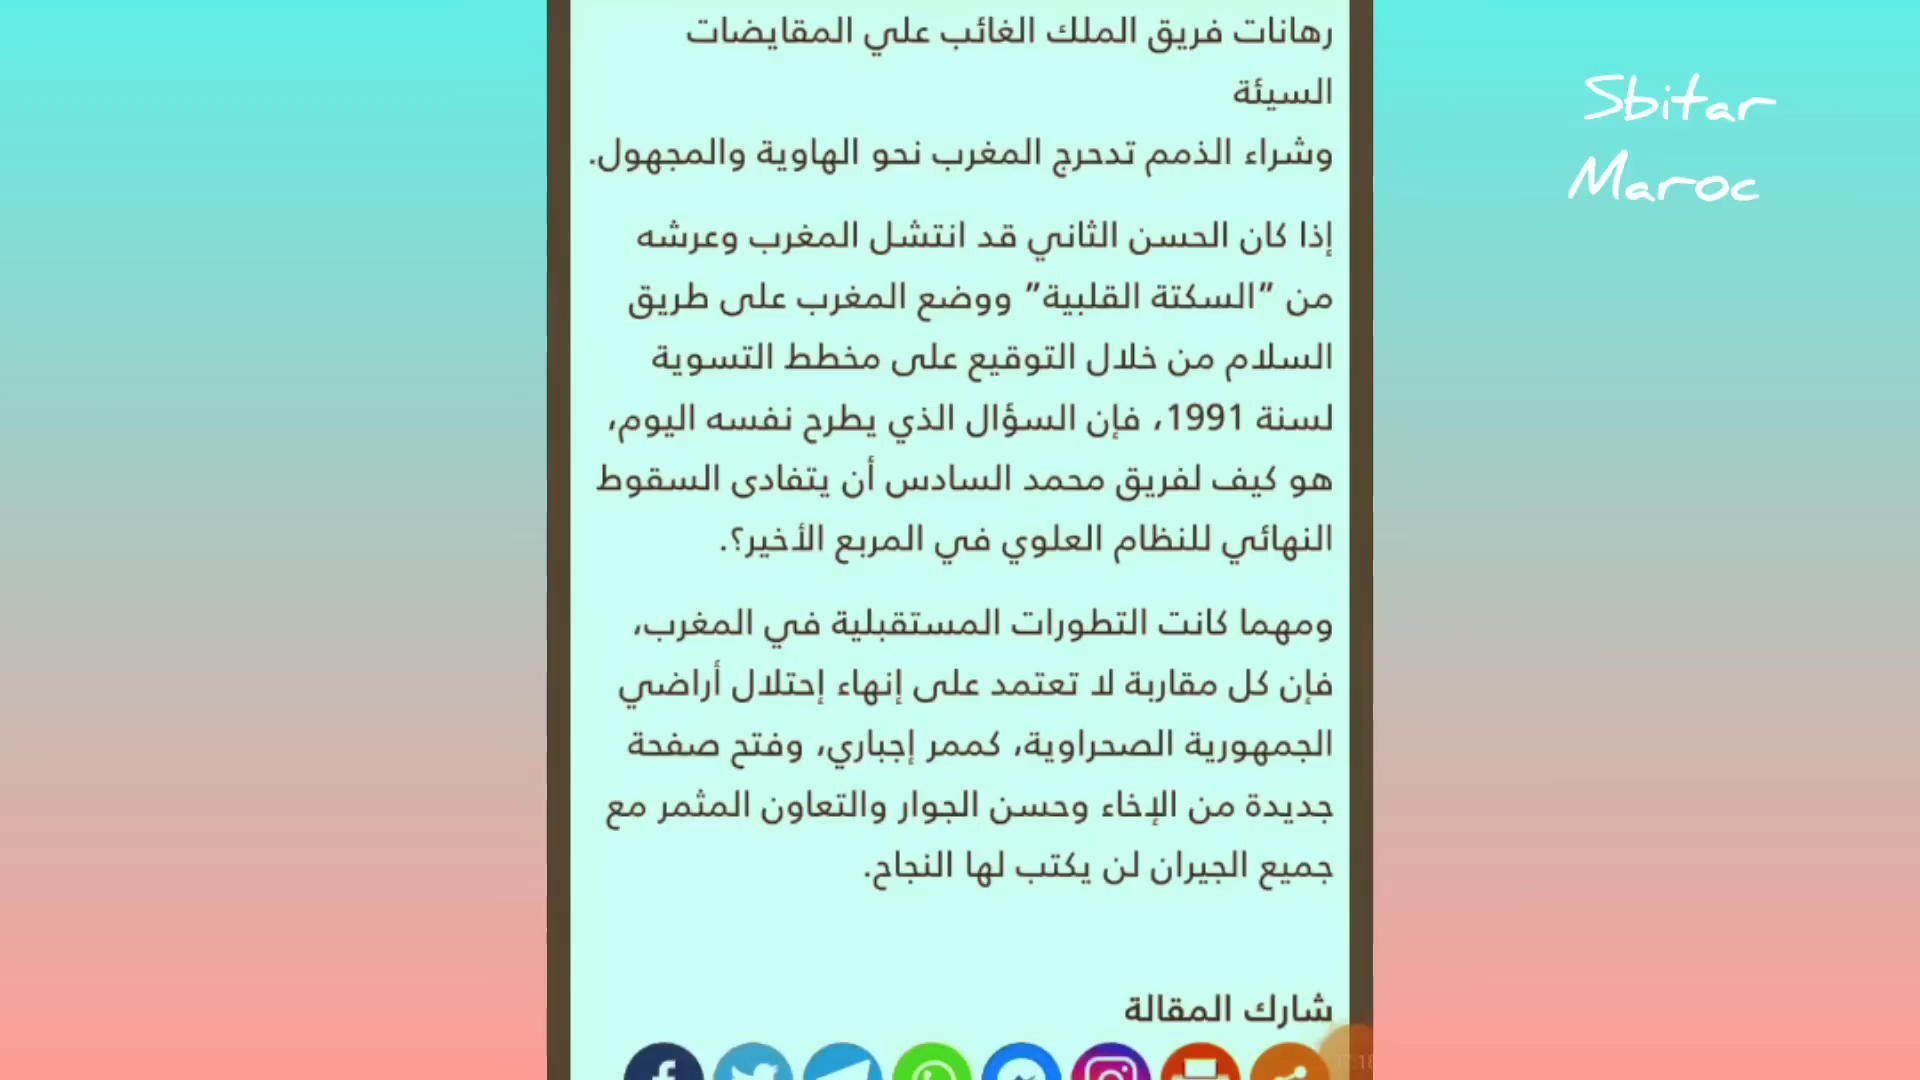 رهانات فريق الملك الغائب علي المقايضات
السيئة
وشراء الذمم تدحرج المغرب نحو الهاوية والمجهول.
إذا كان الحسن الثاني قد انتشل المغرب وعرشه
من ”السكتة القلبية” ووضع المغرب على طريق
السلام من خلال التوقيع على مخطط التسوية
لسنة 1991، فإن السؤال الذي يطرح نفسه اليوم،
هو كيف لفريق محمد السادس أن يتفادى السقوط
النهائي للنظام العلوي في المربع الأخير؟.
ومهما كانت التطورات المستقبلية في المغرب،
فإن كل مقاربة لا تعتمد على إنهاء إحتلال أراضي
الجمهورية الصحراوية، كممر إجباري، وفتح صفحة
جديدة من الإخاء وحسن الجوار والتعاون المثمر مع
جميع الجيران لن يكتب لها النجاح.
شارك المقالة
Sbitar
Maroc